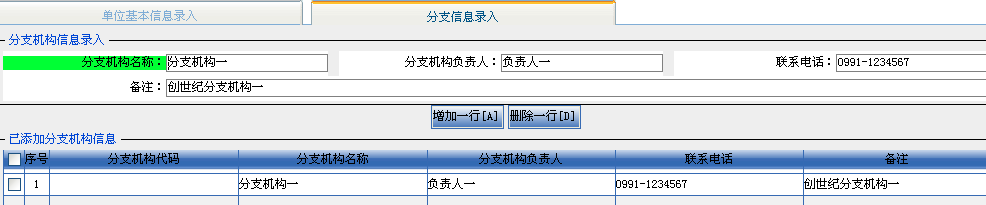 单位基本信息录入 分支信息录入
分支机构信息录入
分支机构名称： 分支机构一 分支机构负责人： 负责人一 联系电话： 0991-1234567
备注： 创世纪分支机构一
增加一行[A] 删除一行[D]
已添加分支机构信息
序号 分支机构代码 分支机构名称 分支机构负责人 联系电话 备注
1 分支机构一 负责人一 0991-1234567 创世纪分支机构一